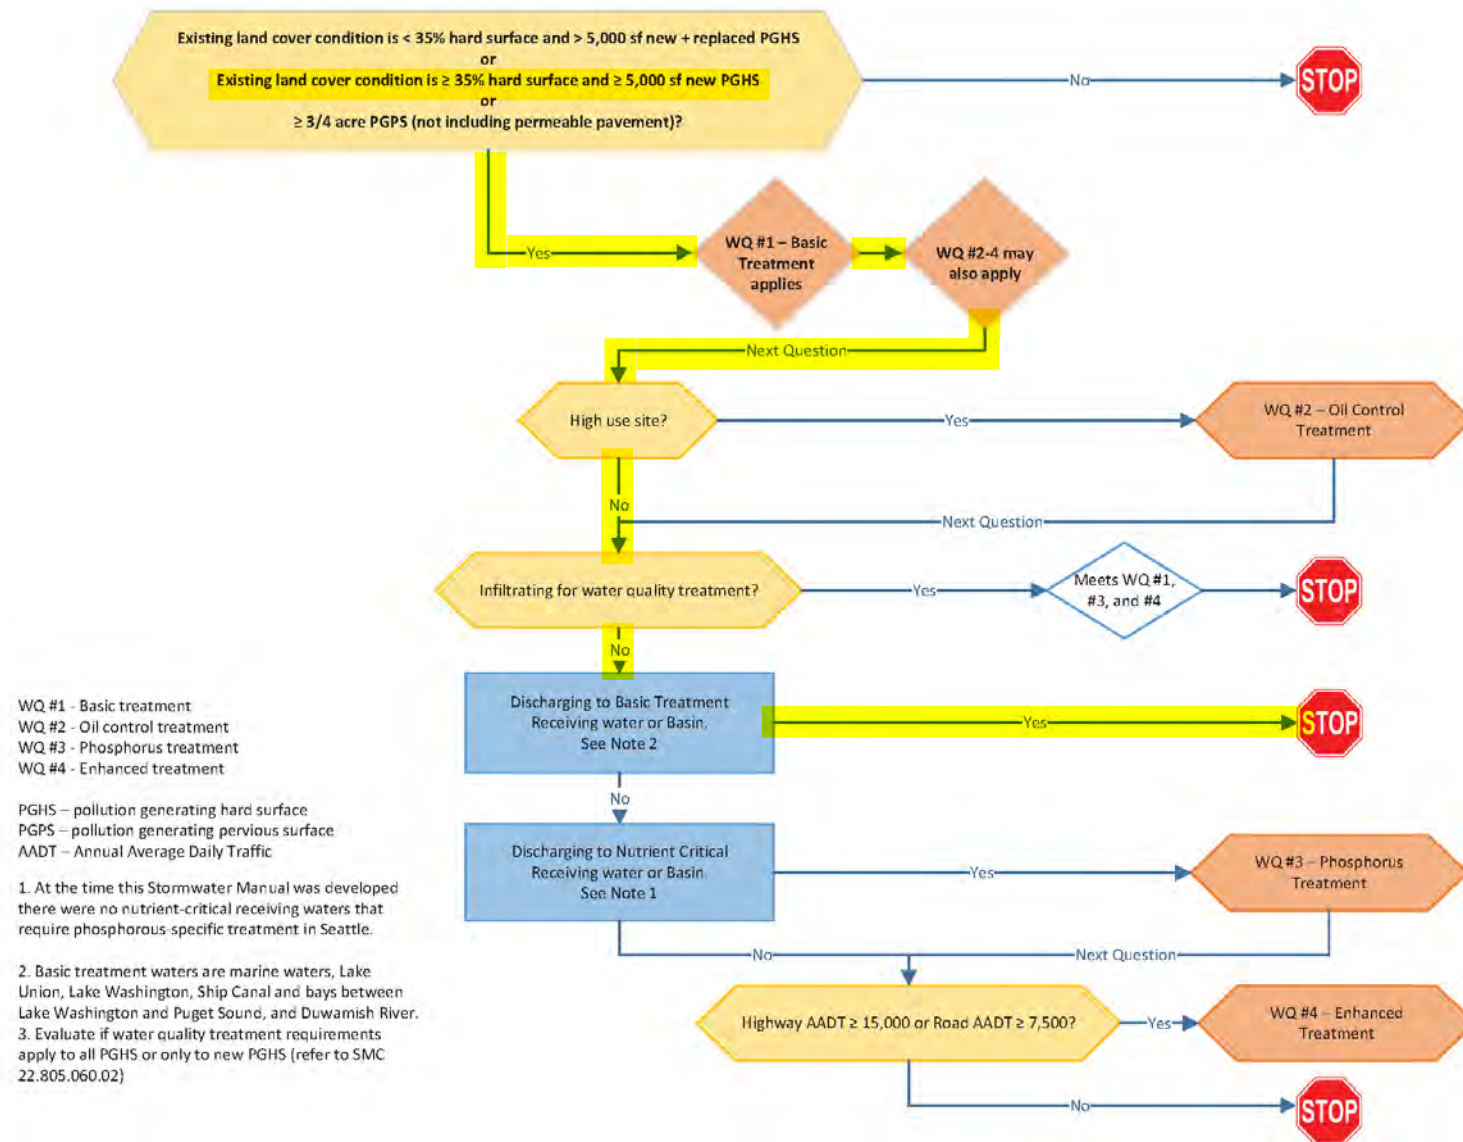 Existing land cover condition is < 35% hard surface and > 5,000 sf new + replaced PGHS
or
Existing land cover condition is ≥ 35% hard surface and ≥ 5,000 sf new PGHS
or
≥ 3/4 acre PGPS (not including permeable pavement)?
No
STOP
Yes
WQ #1 – Basic
Treatment
applies
WQ #2-4 may
also apply
Next Question
High use site?
Yes
WQ #2 – Oil Control
Treatment
No
Next Question
Infiltrating for water quality treatment?
Yes
Meets WQ #1,
#3, and #4
STOP
No
Discharging to Basic Treatment
Receiving water or Basin.
See Note 2
Yes
STOP
No
Discharging to Nutrient Critical
Receiving water or Basin.
See Note 1
Yes
WQ #3 – Phosphorus
Treatment
No
Next Question
Highway AADT ≥ 15,000 or Road AADT ≥ 7,500?
Yes
WQ #4 – Enhanced
Treatment
No
STOP
WQ #1 - Basic treatment
WQ #2 - Oil control treatment
WQ #3 - Phosphorus treatment
WQ #4 - Enhanced treatment
PGHS – pollution generating hard surface
PGPS – pollution generating pervious surface
AADT – Annual Average Daily Traffic
1. At the time this Stormwater Manual was developed
there were no nutrient-critical receiving waters that
require phosphorous-specific treatment in Seattle.
2. Basic treatment waters are marine waters, Lake
Union, Lake Washington, Ship Canal and bays between
Lake Washington and Puget Sound, and Duwamish River.
3. Evaluate if water quality treatment requirements
apply to all PGHS or only to new PGHS (refer to SMC
22.805.060.02)